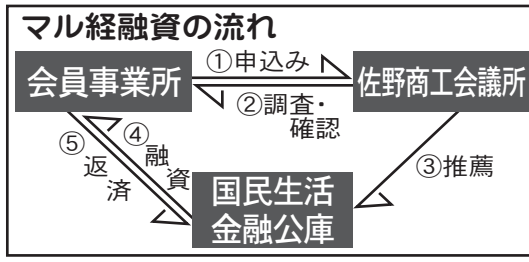 マル経融資の流れ
会員事業所
①申込み
佐野商工会議所
②調査・
確認
③推薦
④融資
⑤返済
国民生活
金融公庫